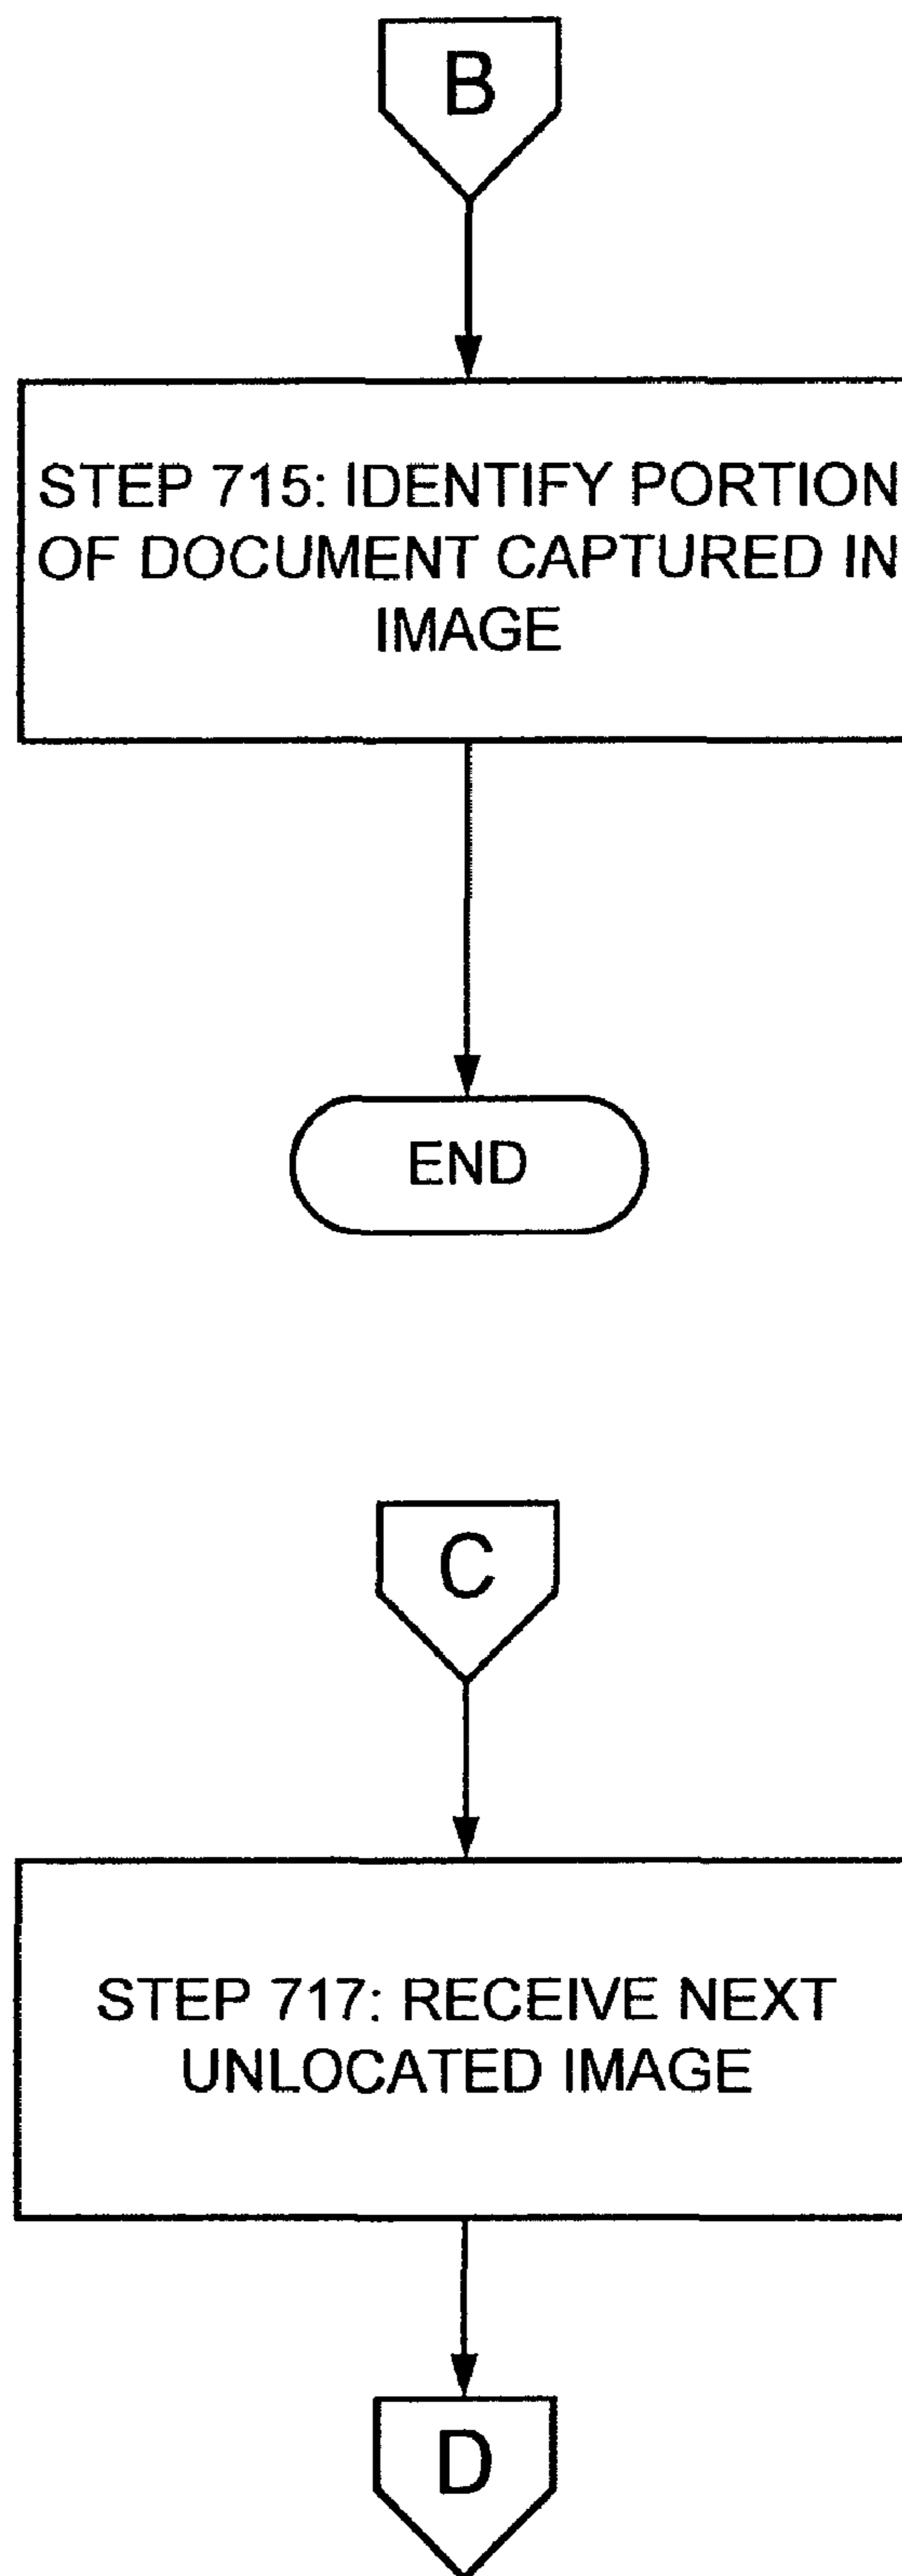 B
STEP 715: IDENTIFY PORTION
OF DOCUMENT CAPTURED IN
IMAGE
END
C
STEP 717: RECEIVE NEXT
UNLOCATED IMAGE
D